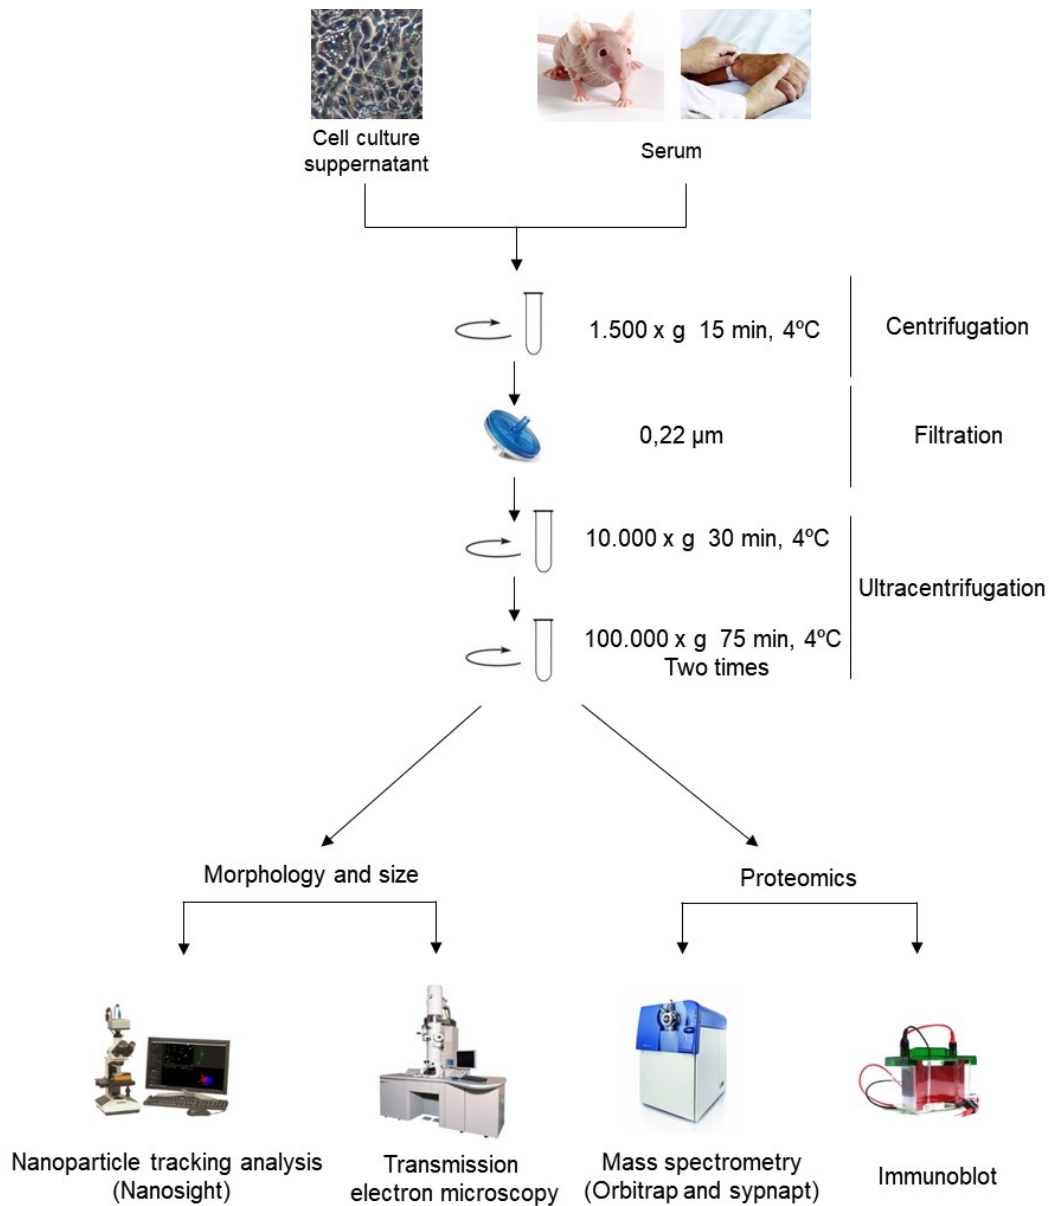 Cell culture
suppernatant
Serum
1.500 x g 15 min, 4ºC
Centrifugation
0,22 µm
Filtration
10.000 x g 30 min, 4ºC
Ultracentrifugation
100.000 x g 75 min, 4ºC
Two times
Morphology and size
Proteomics
Nanoparticle tracking analysis
(Nanosight)
Transmission
electron microscopy
Mass spectrometry
(Orbitrap and sypnapt)
Immunoblot